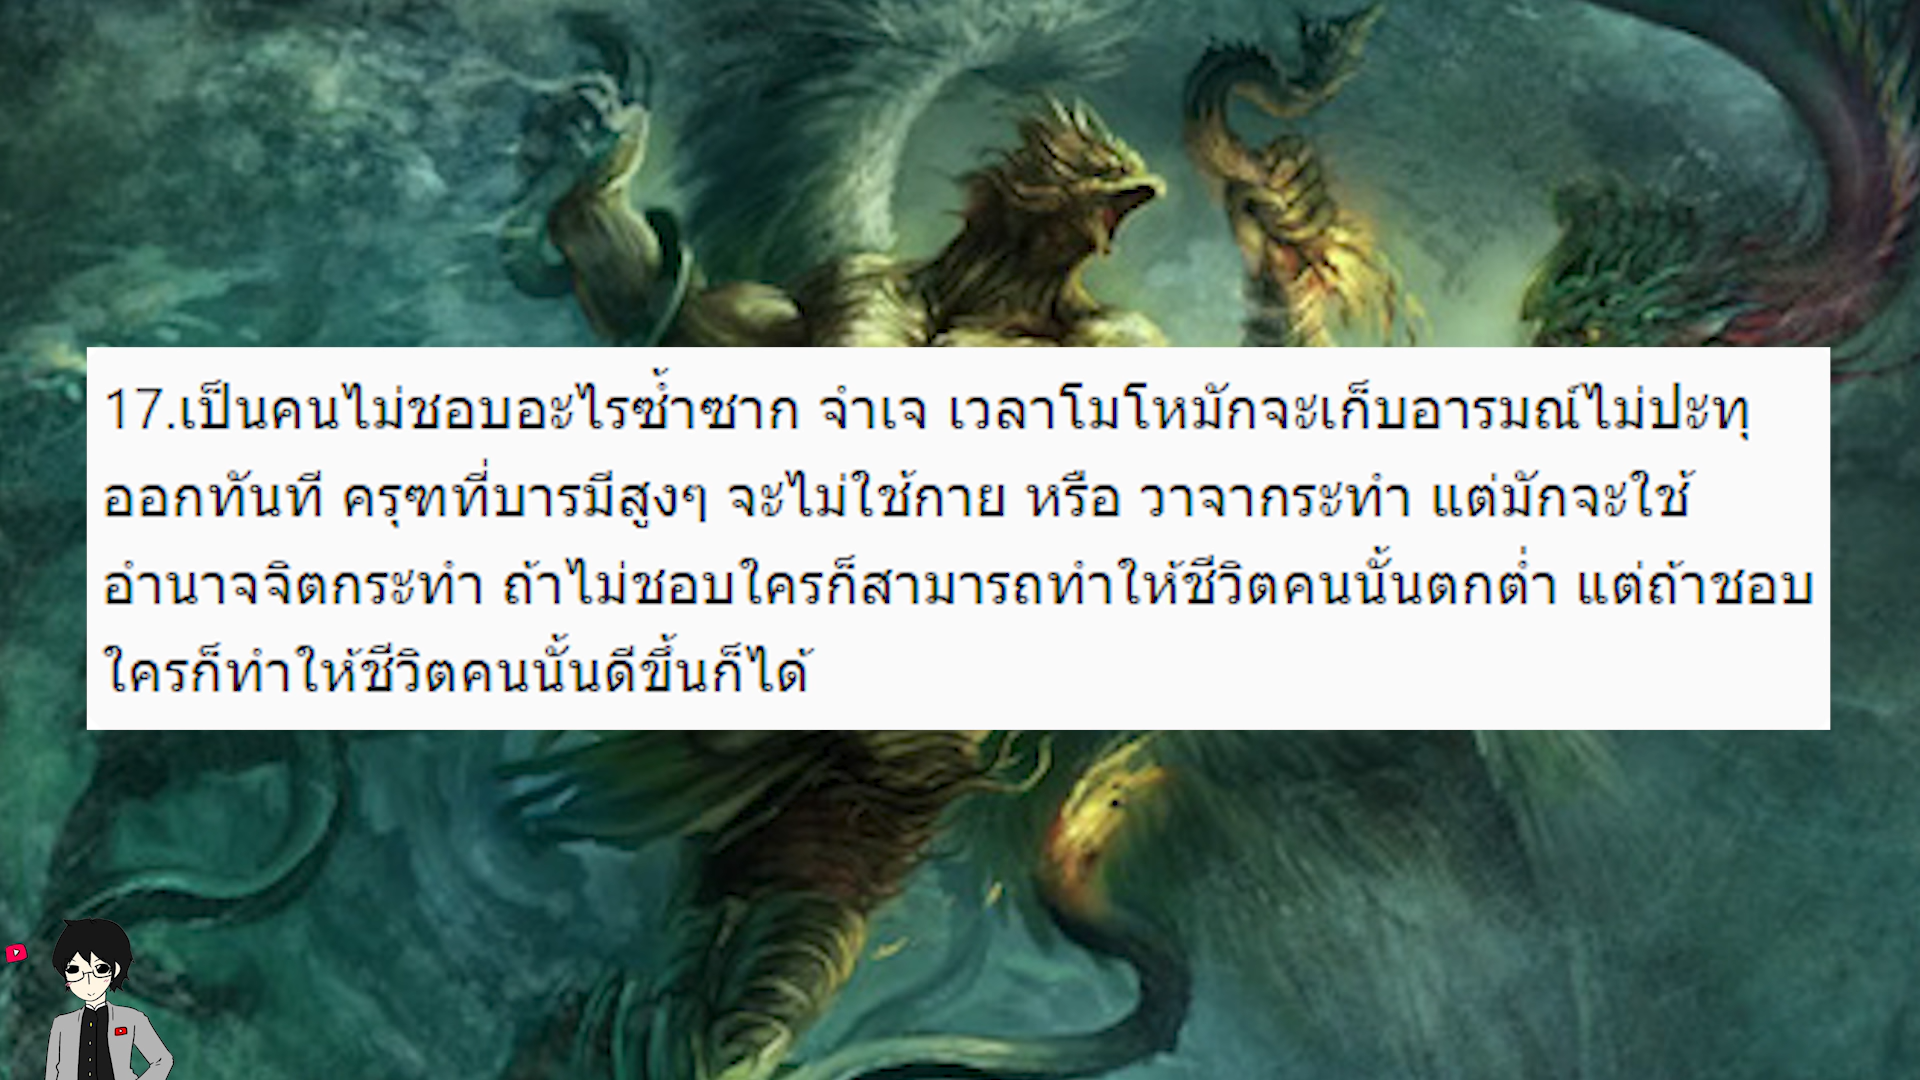 17.เป็นคนไม่ชอบอะไรซ้ำซาก จำเจ เวลาโมโหมักจะเก็บอารมณ์ไม่ปะทุ
ออกทันที ครุฑที่บารมีสูงๆ จะไม่ใช้กาย หรือ วาจากระทำ แต่มักจะใช้
อำนาจจิตกระทำ ถ้าไม่ชอบใครก็สามารถทำให้ชีวิตคนนั้นตกต่ำ แต่ถ้าชอบ
ใครก็ทำให้ชีวิตคนนั้นดีขึ้นก็ได้